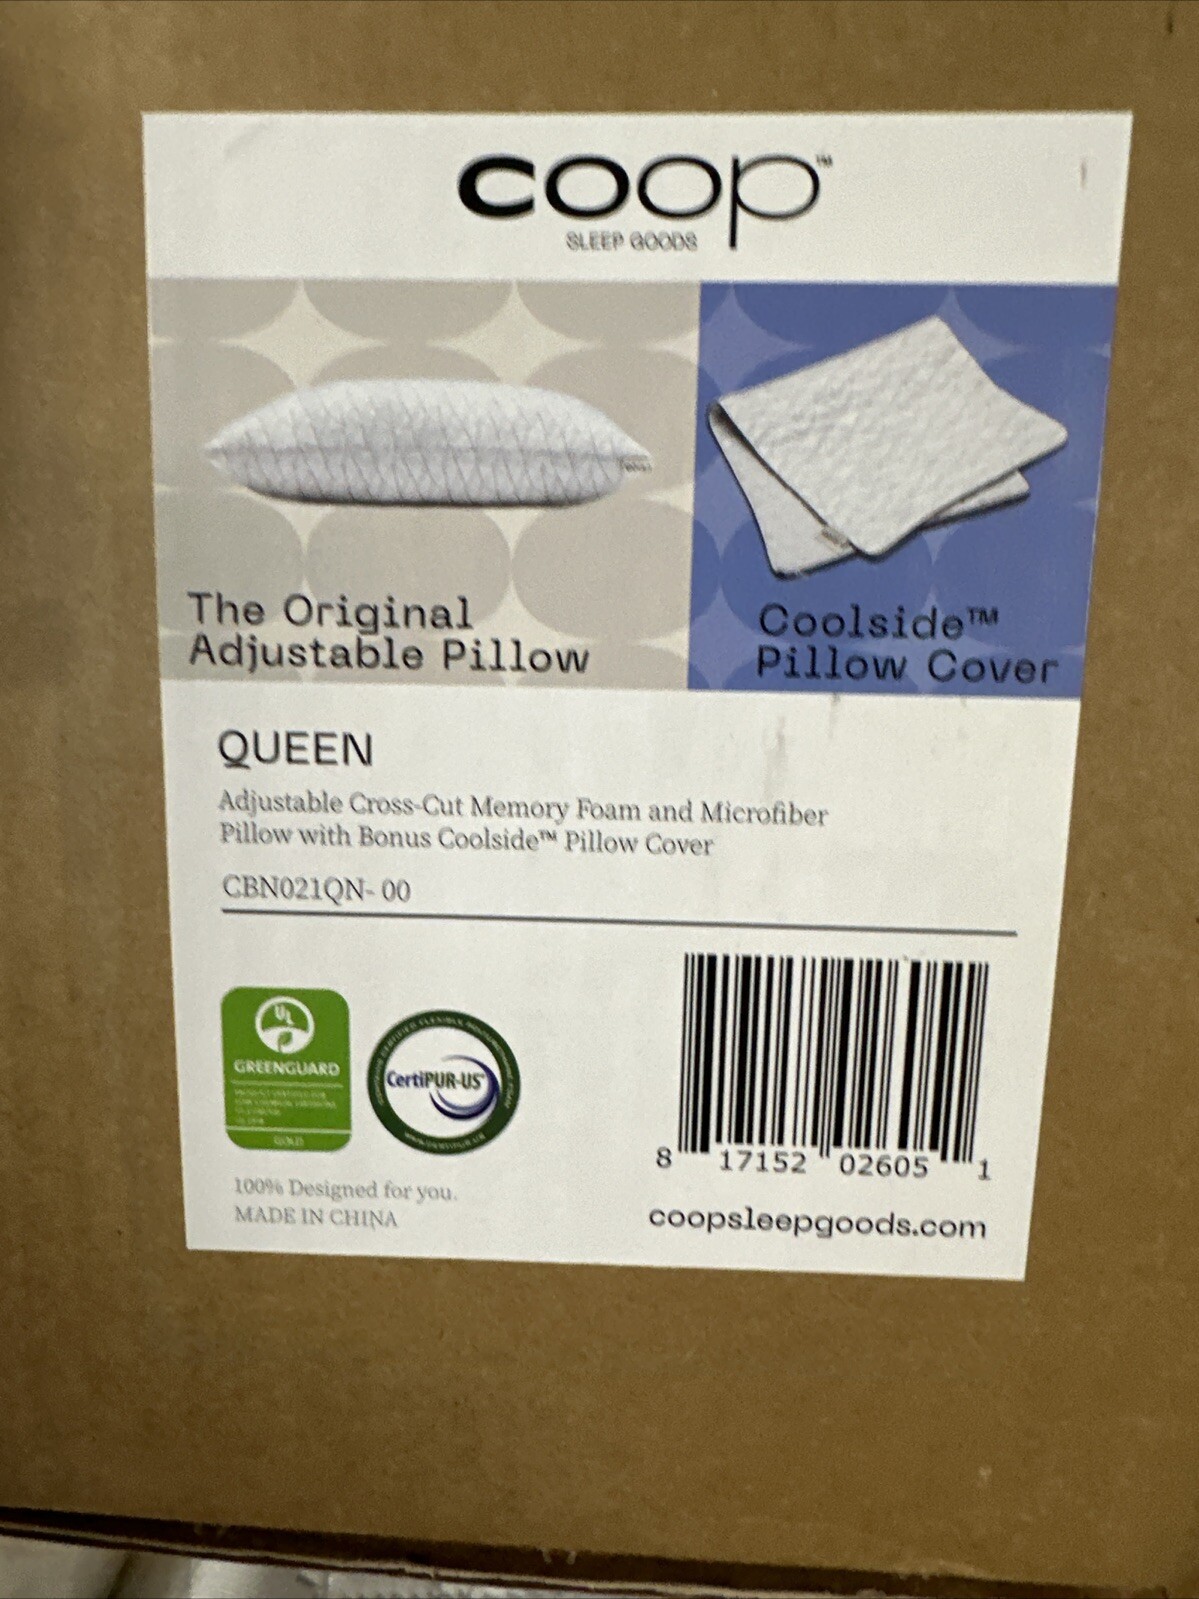 coop™
SLEEP GOODS
The Original
Adjustable Pillow
Coolside™
Pillow Cover
QUEEN
Adjustable Cross-Cut Memory Foam and Microfiber
Pillow with Bonus Coolside™ Pillow Cover
CBN021QN- 00
UL
GREENGUARD
GOLD
CertiPUR-US®
8 17152 02605 1
100% Designed for you.
MADE IN CHINA
coopsleepgoods.com